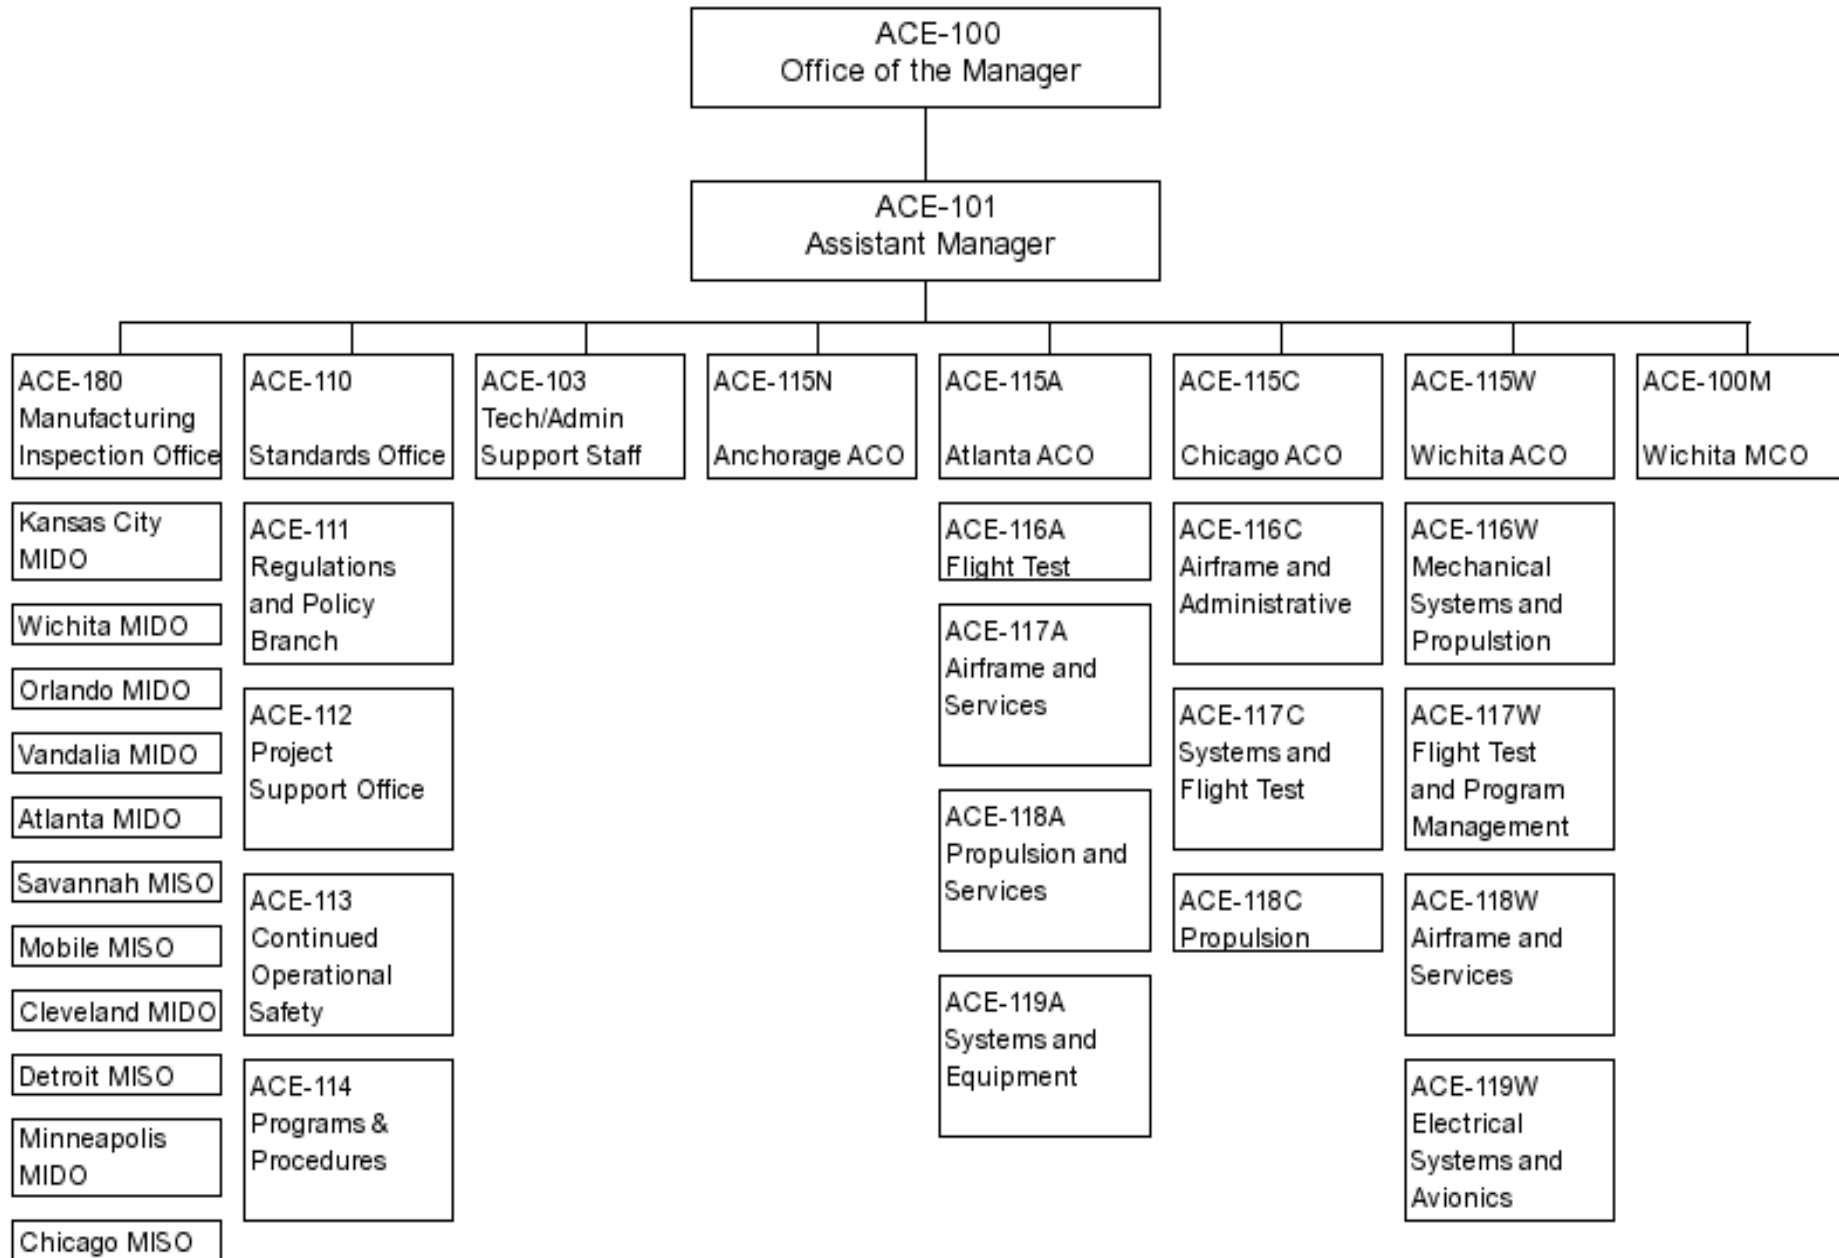 ACE-100
Office of the Manager
ACE-101
Assistant Manager
ACE-180
Manufacturing
Inspection Office
Kansas City
MIDO
Wichita MIDO
Orlando MIDO
Vandalia MIDO
Atlanta MIDO
Savannah MISO
Mobile MISO
Cleveland MIDO
Detroit MISO
Minneapolis
MIDO
Chicago MISO
ACE-110
Standards Office
ACE-111
Regulations
and Policy
Branch
ACE-112
Project
Support Office
ACE-113
Continued
Operational
Safety
ACE-114
Programs &
Procedures
ACE-103
Tech/Admin
Support Staff
ACE-115N
Anchorage ACO
ACE-115A
Atlanta ACO
ACE-116A
Flight Test
ACE-117A
Airframe and
Services
ACE-118A
Propulsion and
Services
ACE-119A
Systems and
Equipment
ACE-115C
Chicago ACO
ACE-116C
Airframe and
Administrative
ACE-117C
Systems and
Flight Test
ACE-118C
Propulsion
ACE-115W
Wichita ACO
ACE-116W
Mechanical
Systems and
Propulstion
ACE-117W
Flight Test
and Program
Management
ACE-118W
Airframe and
Services
ACE-119W
Electrical
Systems and
Avionics
ACE-100M
Wichita MCO